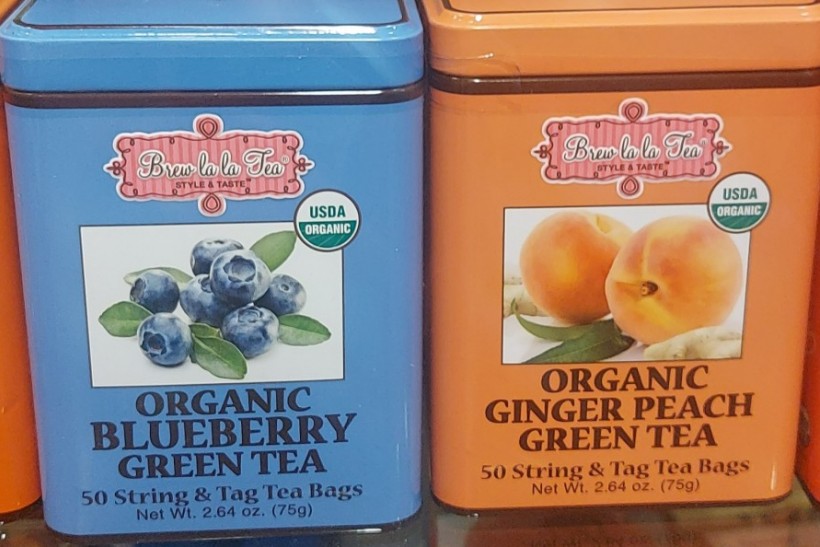 Brew la la Tea®
STYLE & TASTE™
USDA
ORGANIC
ORGANIC
BLUEBERRY
GREEN TEA
50 String & Tag Tea Bags
Net Wt. 2.64 oz. (75g)
Brew la la Tea®
STYLE & TASTE™
USDA
ORGANIC
ORGANIC
GINGER PEACH
GREEN TEA
50 String & Tag Tea Bags
Net Wt. 2.64 oz. (75g)